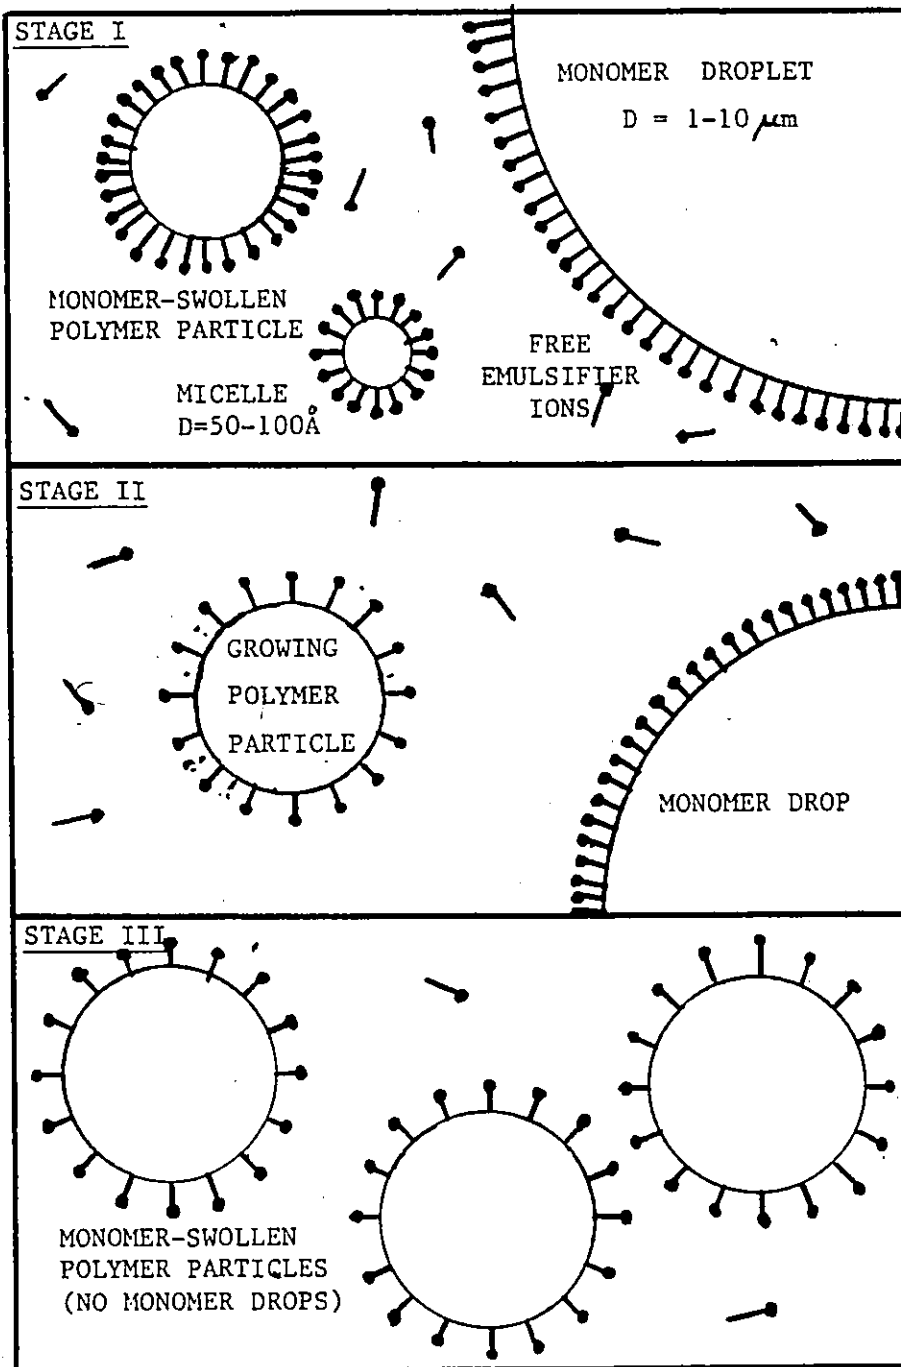 STAGE I
MONOMER DROPLET
D = 1-10 μm
MONOMER-SWOLLEN
POLYMER PARTICLE
MICELLE
D=50-100Å
FREE
EMULSIFIER
IONS
STAGE II
GROWING
POLYMER
PARTICLE
MONOMER DROP
STAGE III
MONOMER-SWOLLEN
POLYMER PARTICLES
(NO MONOMER DROPS)